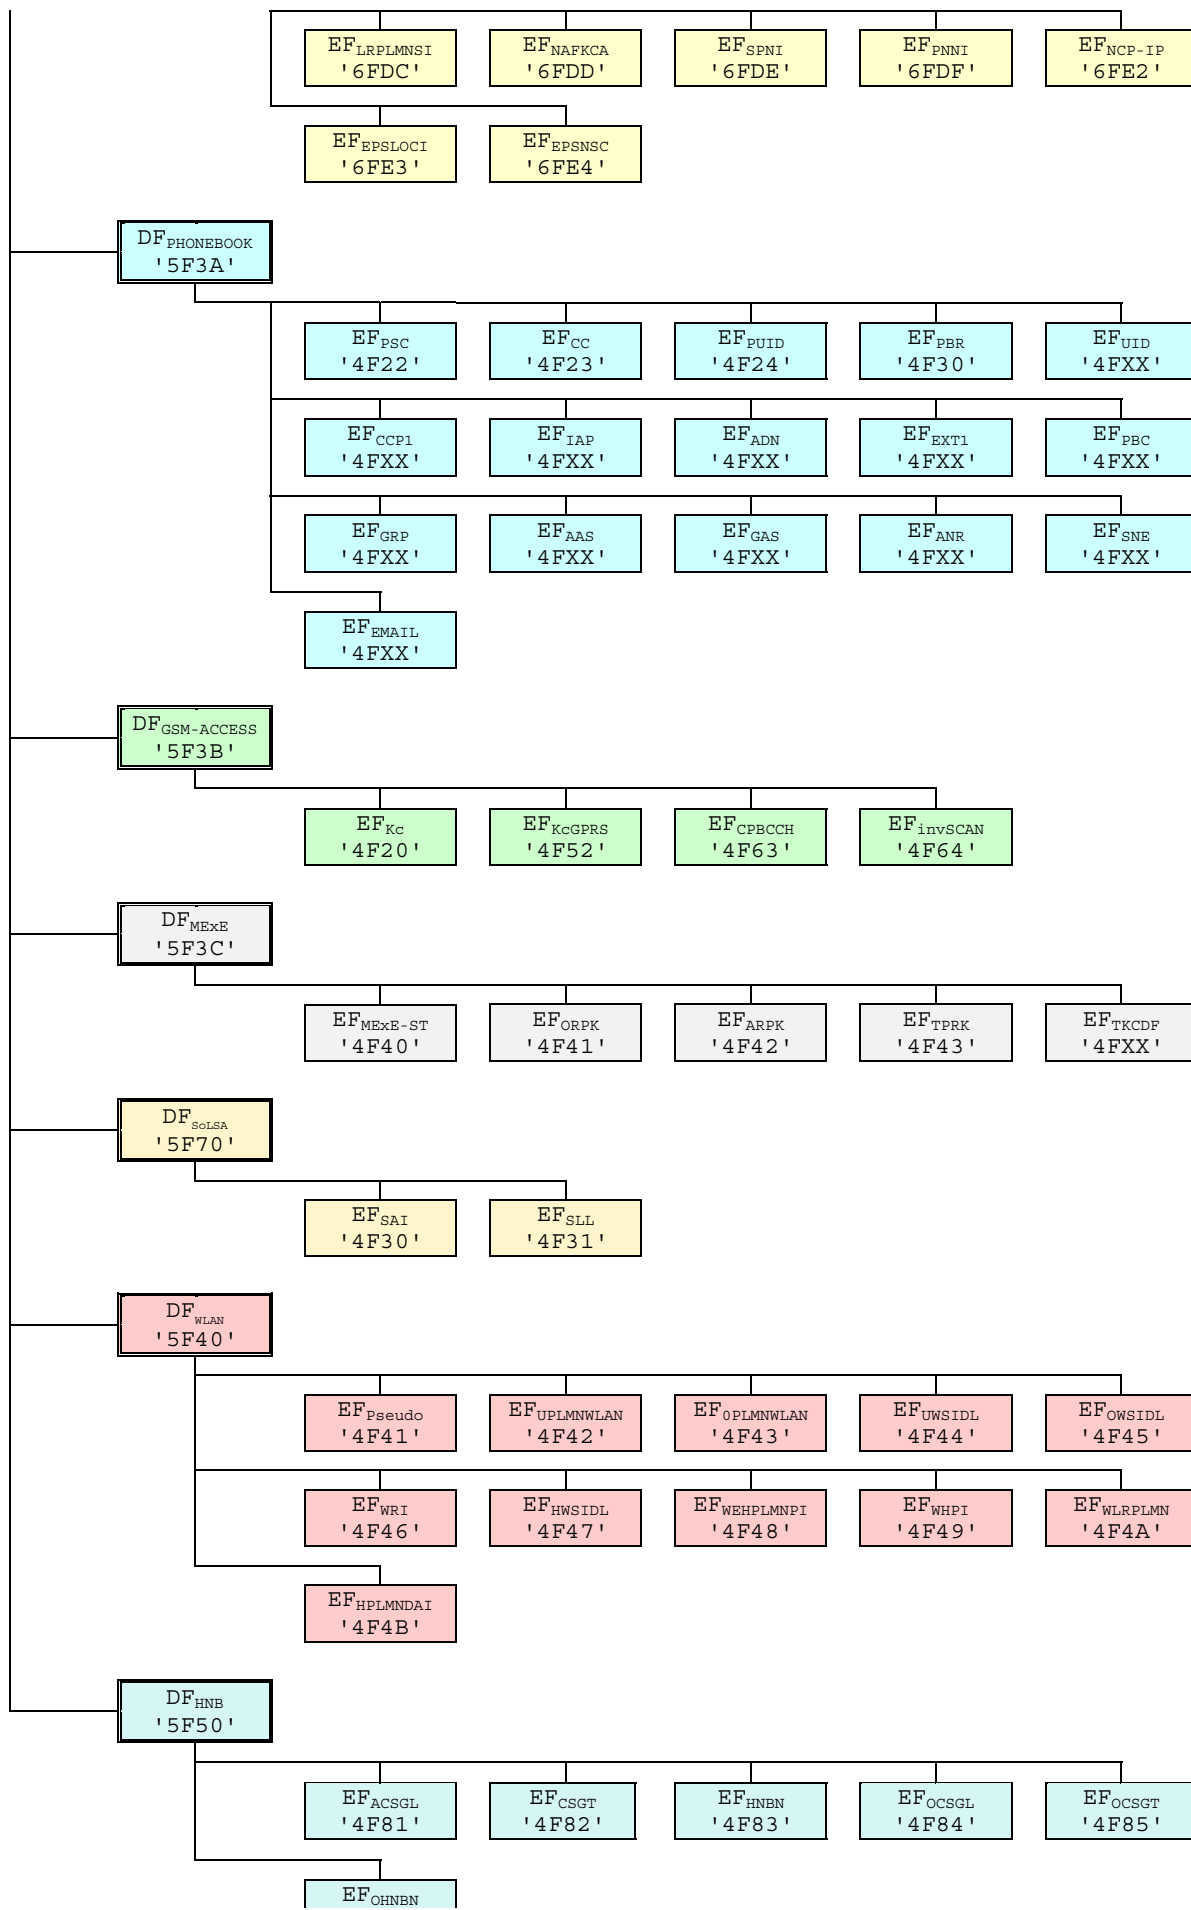 EFLRPLMNSI EFNAFKCA EFSPNI EFPNNI EFNCP-IP
'6FDC' '6FDD' '6FDE' '6FDF' '6FE2'
EFEPSLOCI EFEPSNSC
'6FE3' '6FE4'
DFPHONEBOOK
'5F3A'
EFPSC EFCC EFPUID EFPBR EFUID
'4F22' '4F23' '4F24' '4F30' '4FXX'
EFCCP1 EFIAP EFADN EFEXT1 EFPBC
'4FXX' '4FXX' '4FXX' '4FXX' '4FXX'
EFGRP EFAAS EFGAS EFANR EFSNE
'4FXX' '4FXX' '4FXX' '4FXX' '4FXX'
EFEMAIL
'4FXX'
DFGSM-ACCESS
'5F3B'
EFKc EFKcGPRS EFCPBCCH EFinvSCAN
'4F20' '4F52' '4F63' '4F64'
DFMExE
'5F3C'
EFMExE-ST EFORPK EFARPK EFTPRK EFTKCDF
'4F40' '4F41' '4F42' '4F43' '4FXX'
DFSoLSA
'5F70'
EFSAI EFSLL
'4F30' '4F31'
DFWLAN
'5F40'
EFPseudo EFUPLMNWLAN EF0PLMNWLAN EFUWSIDL EFOWSIDL
'4F41' '4F42' '4F43' '4F44' '4F45'
EFWRI EFHWSIDL EFWEHPLMNPI EFWHPI EFWLRPLMN
'4F46' '4F47' '4F48' '4F49' '4F4A'
EFHPLMNDAI
'4F4B'
DFHNB
'5F50'
EFACSGL EFCSGT EFHNBN EFOCSGL EFOCSGT
'4F81' '4F82' '4F83' '4F84' '4F85'
EFOHNBN